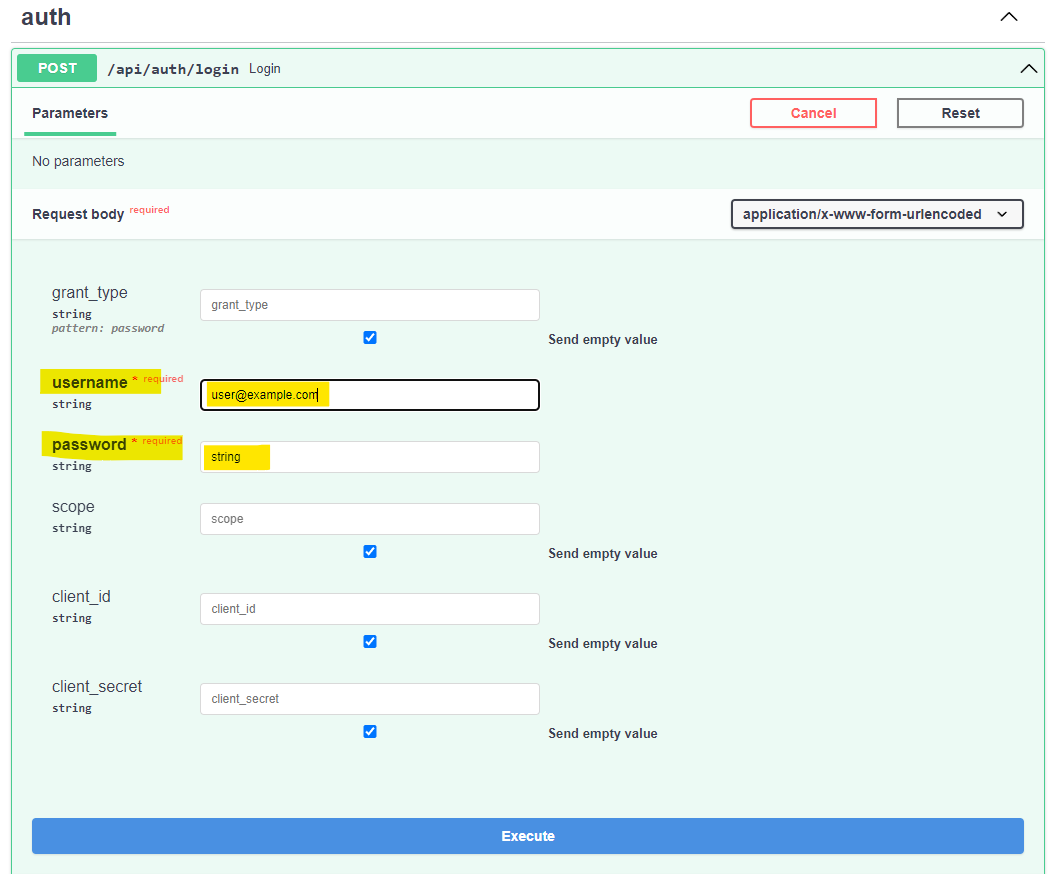 auth
POST /api/auth/login Login
Parameters
Cancel
Reset
No parameters
Request body required
application/x-www-form-urlencoded
grant_type
string
pattern: password
grant_type
Send empty value
username * required
string
user@example.com
password * required
string
string
scope
string
scope
Send empty value
client_id
string
client_id
Send empty value
client_secret
string
client_secret
Send empty value
Execute